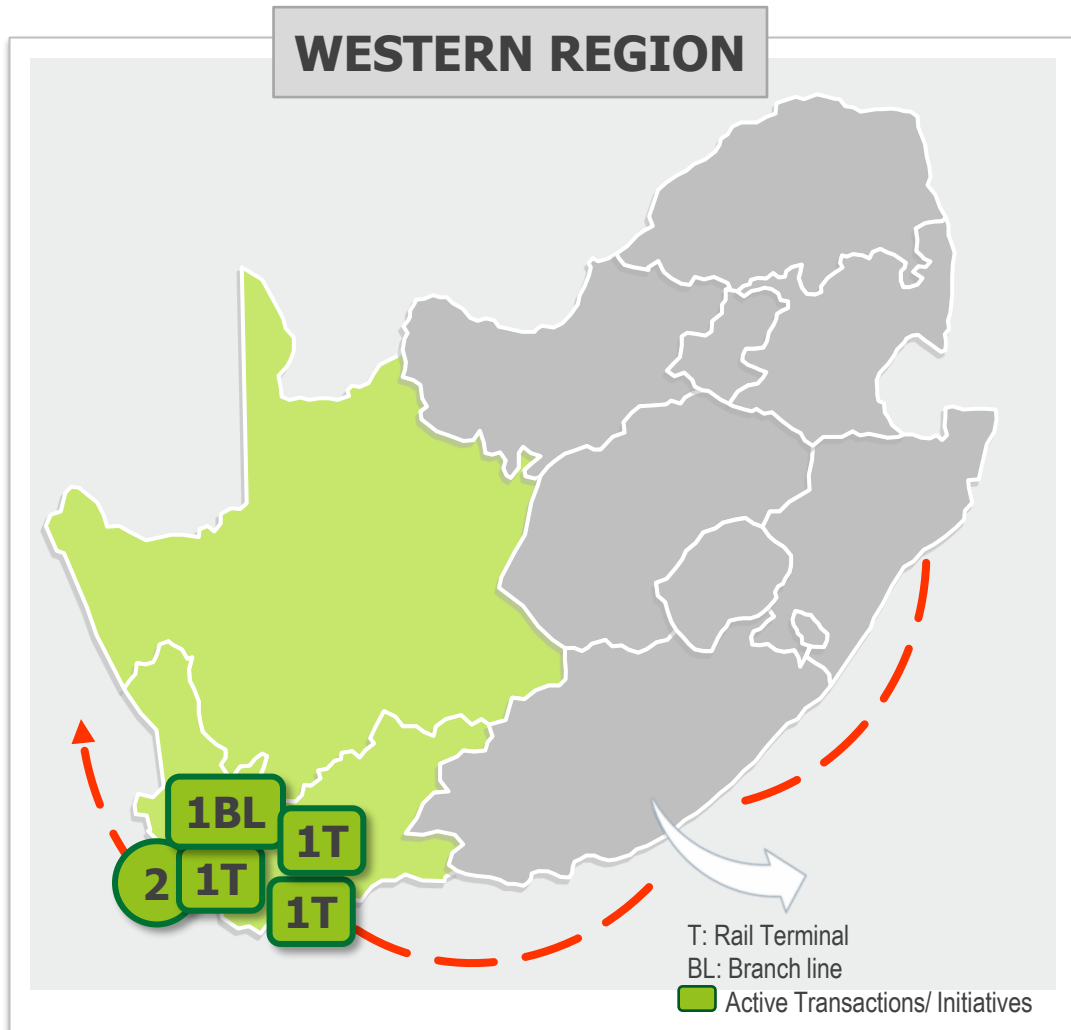 WESTERN REGION
1BL
1T
2
1T
1T
T: Rail Terminal
BL: Branch line
Active Transactions/ Initiatives